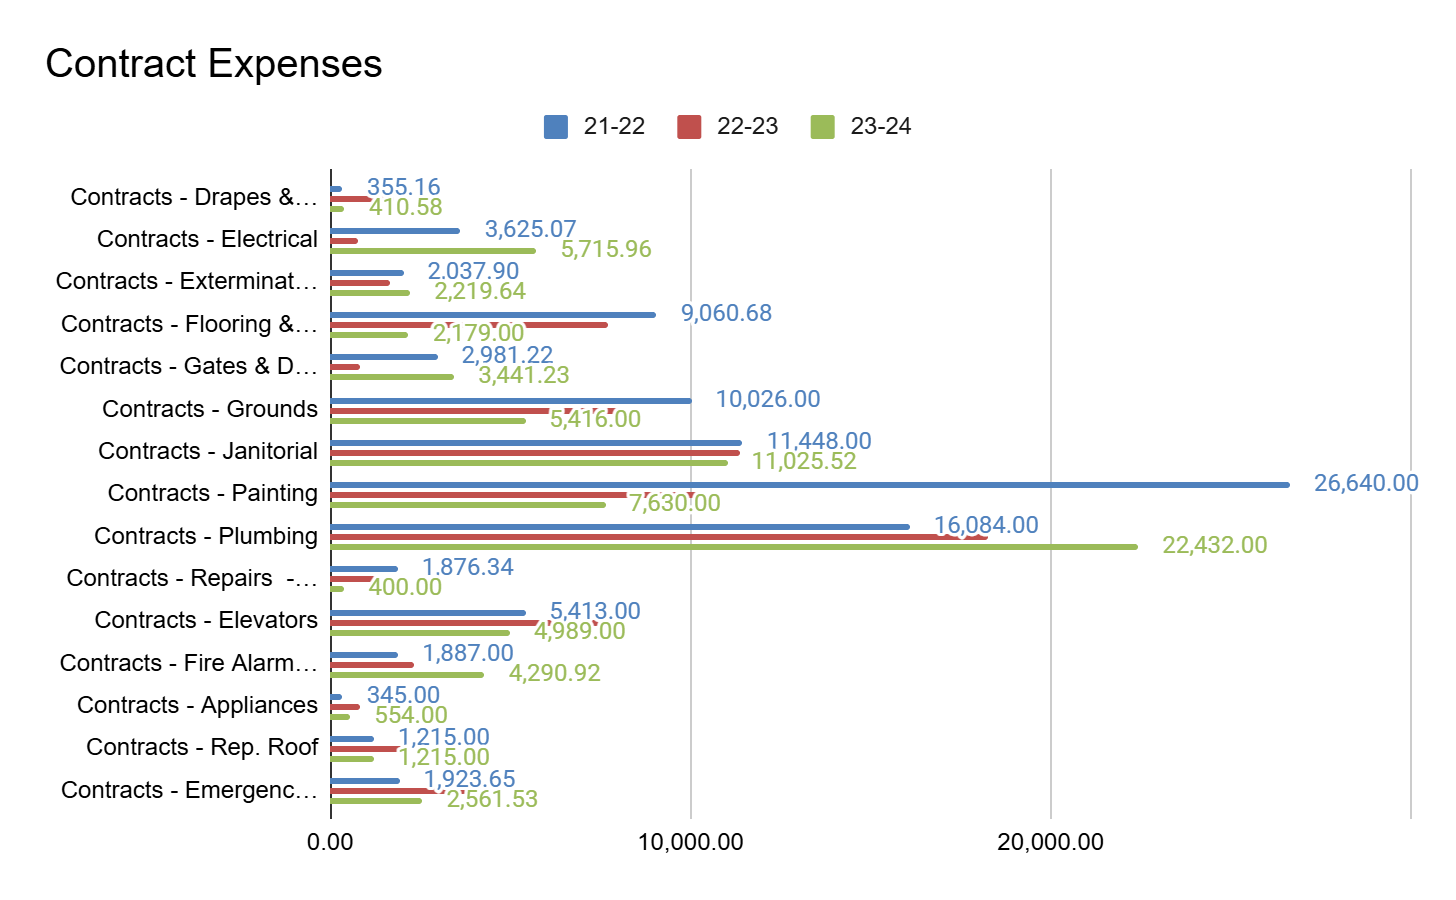 Contract Expenses
21-22 22-23 23-24
Contracts - Drapes &… 355.16
410.58
Contracts - Electrical 3,625.07
5,715.96
Contracts - Exterminat… 2.037.90
2,219.64
Contracts - Flooring &… 9,060.68
2,179.00
Contracts - Gates & D… 2,981.22
3,441.23
Contracts - Grounds 10,026.00
5,416.00
Contracts - Janitorial 11,448.00
11,025.52
Contracts - Painting 26,640.00
7,630.00
Contracts - Plumbing 16,084.00
22,432.00
Contracts - Repairs -… 1.876.34
400.00
Contracts - Elevators 5,413.00
4,989.00
Contracts - Fire Alarm… 1,887.00
4,290.92
Contracts - Appliances 345.00
554.00
Contracts - Rep. Roof 1,215.00
1,215.00
Contracts - Emergenc… 1,923.65
2,561.53
0.00 10,000.00 20,000.00